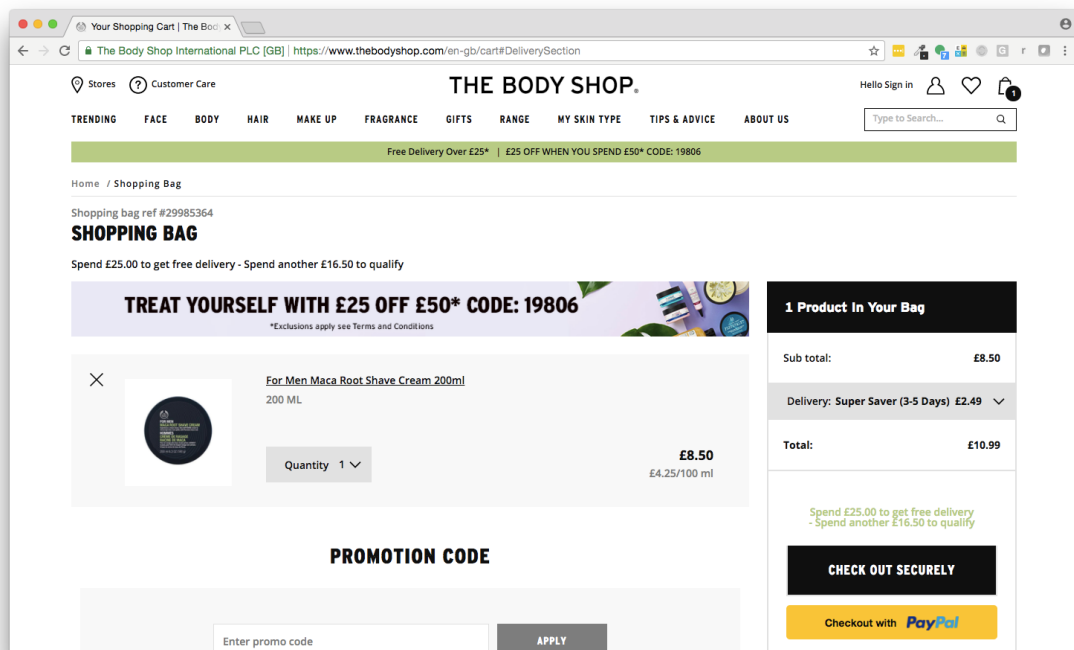 Your Shopping Cart | The Bod
The Body Shop International PLC [GB] | https://www.thebodyshop.com/en-gb/cart#DeliverySection
Stores
Customer Care
THE BODY SHOP.
Hello Sign in
1
TRENDING FACE BODY HAIR MAKE UP FRAGRANCE GIFTS RANGE MY SKIN TYPE TIPS & ADVICE ABOUT US
Type to Search...
Free Delivery Over £25* | £25 OFF WHEN YOU SPEND £50* CODE: 19806
Home / Shopping Bag
Shopping bag ref #29985364
SHOPPING BAG
Spend £25.00 to get free delivery - Spend another £16.50 to qualify
TREAT YOURSELF WITH £25 OFF £50* CODE: 19806
*Exclusions apply see Terms and Conditions
For Men Maca Root Shave Cream 200ml
200 ML
Quantity 1
£8.50
£4.25/100 ml
PROMOTION CODE
Enter promo code
APPLY
1 Product In Your Bag
Sub total: £8.50
Delivery: Super Saver (3-5 Days) £2.49
Total: £10.99
Spend £25.00 to get free delivery
- Spend another £16.50 to qualify
CHECK OUT SECURELY
Checkout with PayPal